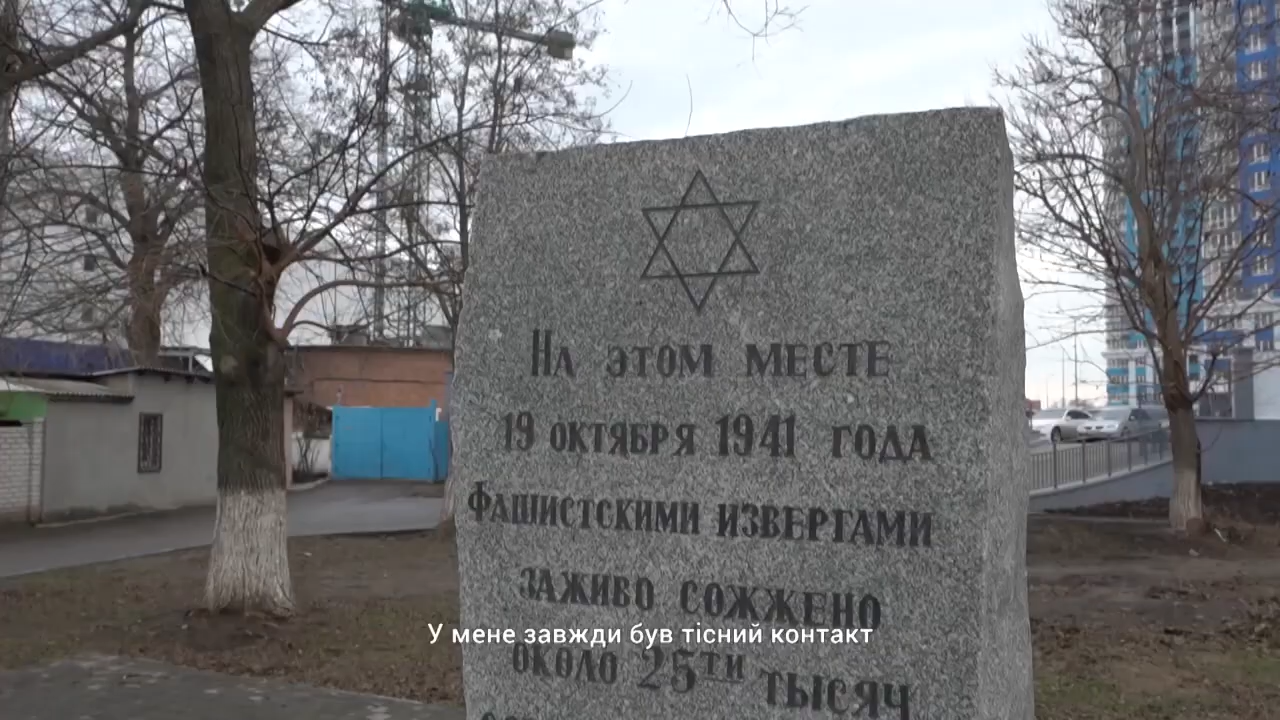 На этом месте
19 октября 1941 года
фашистскими извергами
заживо сожжено
У мене завжди був тісний контакт
около 25ти тысяч